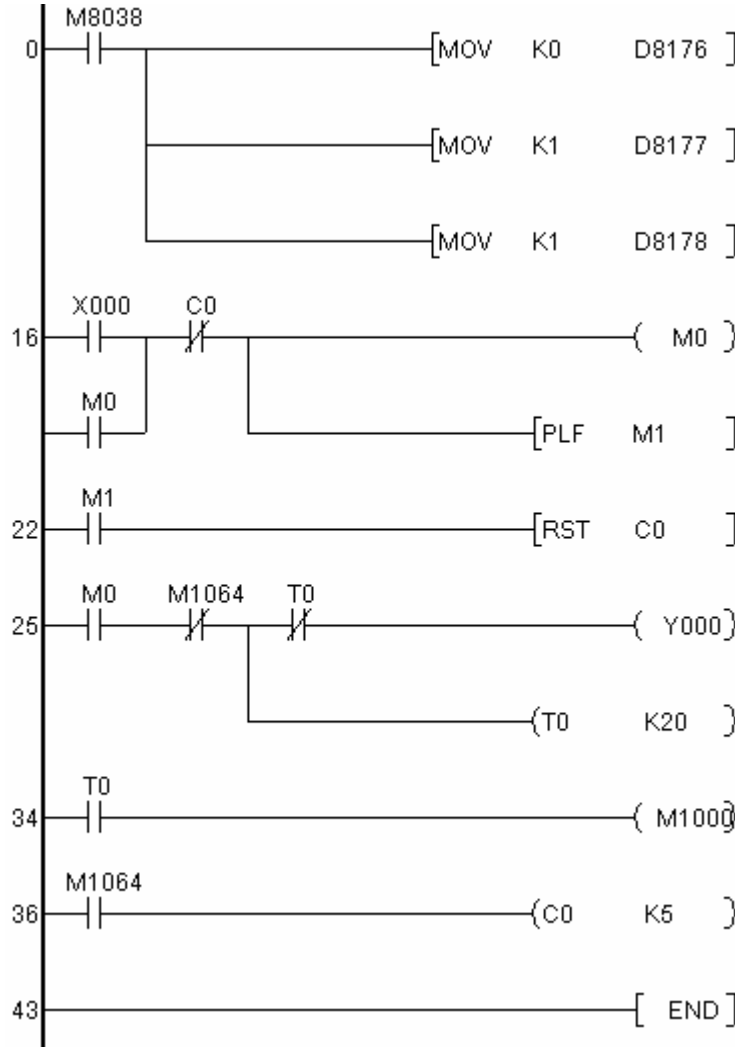 M8038
0 [MOV K0 D8176 ]
[MOV K1 D8177 ]
[MOV K1 D8178 ]
X000 C0
16 ( M0 )
M0
[PLF M1 ]
M1
22 [RST C0 ]
M0 M1064 T0
25 ( Y000 )
(T0 K20 )
T0
34 ( M1000 )
M1064
36 (C0 K5 )
43 [ END ]